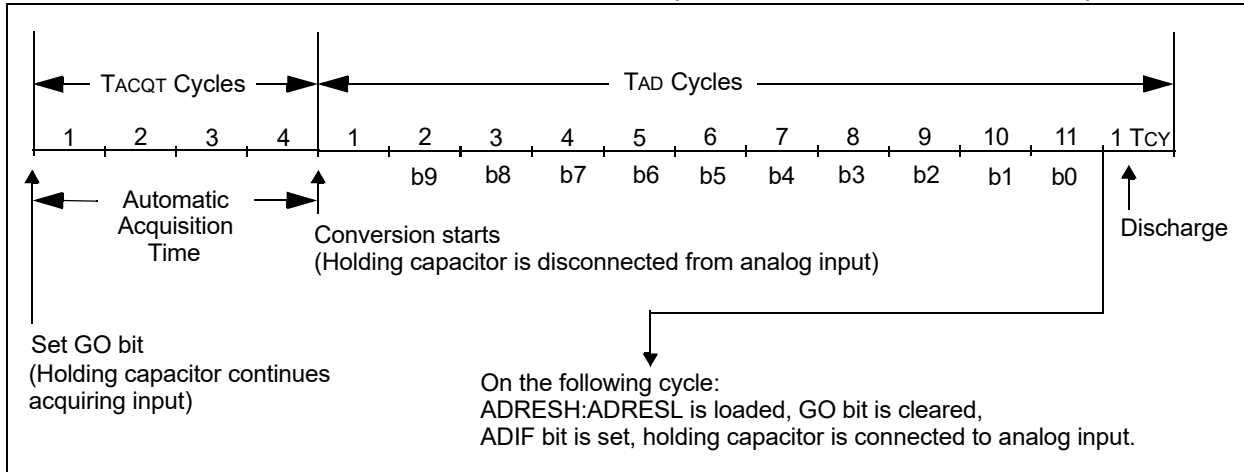 TACQT Cycles
TAD Cycles
1 2 3 4 1 2 3 4 5 6 7 8 9 10 11 1 TCY
b9 b8 b7 b6 b5 b4 b3 b2 b1 b0
Automatic
Acquisition
Time
Conversion starts
(Holding capacitor is disconnected from analog input)
Discharge
Set GO bit
(Holding capacitor continues
acquiring input)
On the following cycle:
ADRESH:ADRESL is loaded, GO bit is cleared,
ADIF bit is set, holding capacitor is connected to analog input.